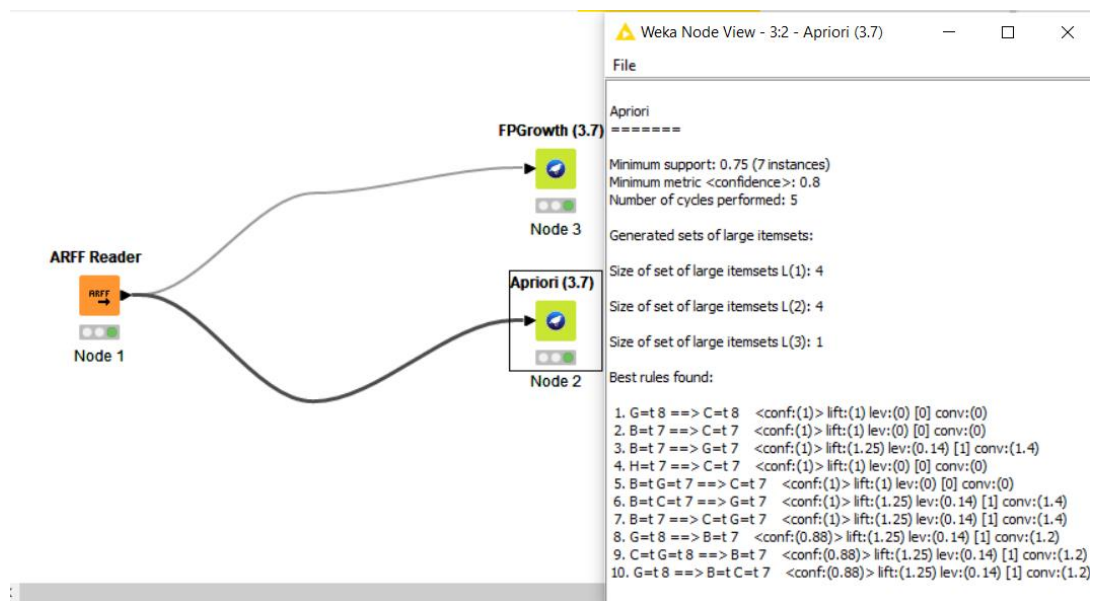 FPGrowth (3.7)
Node 3
ARFF Reader
ARFF
Node 1
Apriori (3.7)
Node 2
Weka Node View - 3:2 - Apriori (3.7)
File
Apriori
=======
Minimum support: 0.75 (7 instances)
Minimum metric <confidence>: 0.8
Number of cycles performed: 5
Generated sets of large itemsets:
Size of set of large itemsets L(1): 4
Size of set of large itemsets L(2): 4
Size of set of large itemsets L(3): 1
Best rules found:
1. G=t 8 ==> C=t 8 <conf:(1)> lift:(1) lev:(0) [0] conv:(0)
2. B=t 7 ==> C=t 7 <conf:(1)> lift:(1) lev:(0) [0] conv:(0)
3. B=t 7 ==> G=t 7 <conf:(1)> lift:(1.25) lev:(0.14) [1] conv:(1.4)
4. H=t 7 ==> C=t 7 <conf:(1)> lift:(1) lev:(0) [0] conv:(0)
5. B=t G=t 7 ==> C=t 7 <conf:(1)> lift:(1) lev:(0) [0] conv:(0)
6. B=t C=t 7 ==> G=t 7 <conf:(1)> lift:(1.25) lev:(0.14) [1] conv:(1.4)
7. B=t 7 ==> C=t G=t 7 <conf:(1)> lift:(1.25) lev:(0.14) [1] conv:(1.4)
8. G=t 8 ==> B=t 7 <conf:(0.88)> lift:(1.25) lev:(0.14) [1] conv:(1.2)
9. C=t G=t 8 ==> B=t 7 <conf:(0.88)> lift:(1.25) lev:(0.14) [1] conv:(1.2)
10. G=t 8 ==> B=t C=t 7 <conf:(0.88)> lift:(1.25) lev:(0.14) [1] conv:(1.2)